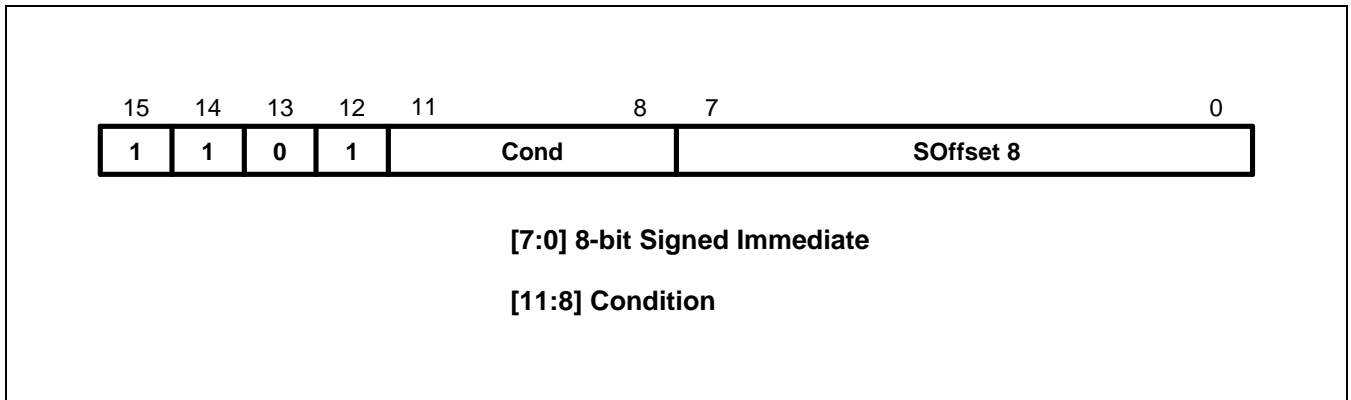 15 14 13 12 11 8 7 0
1 1 0 1 Cond SOffset 8
[7:0] 8-bit Signed Immediate
[11:8] Condition